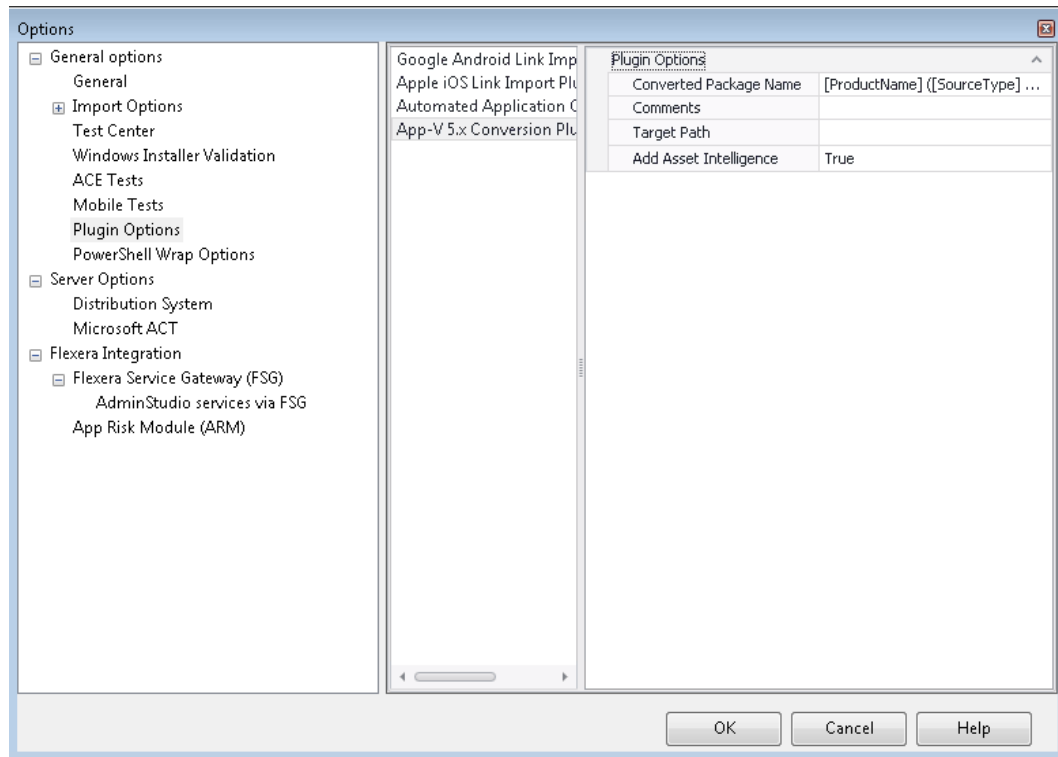 Options
General options
General
Import Options
Test Center
Windows Installer Validation
ACE Tests
Mobile Tests
Plugin Options
PowerShell Wrap Options
Server Options
Distribution System
Microsoft ACT
Flexera Integration
Flexera Service Gateway (FSG)
AdminStudio services via FSG
App Risk Module (ARM)
Google Android Link Imp
Apple iOS Link Import Plu
Automated Application C
App-V 5.x Conversion Plu
Plugin Options
Converted Package Name [ProductName] ([SourceType] ...
Comments
Target Path
Add Asset Intelligence True
OK Cancel Help